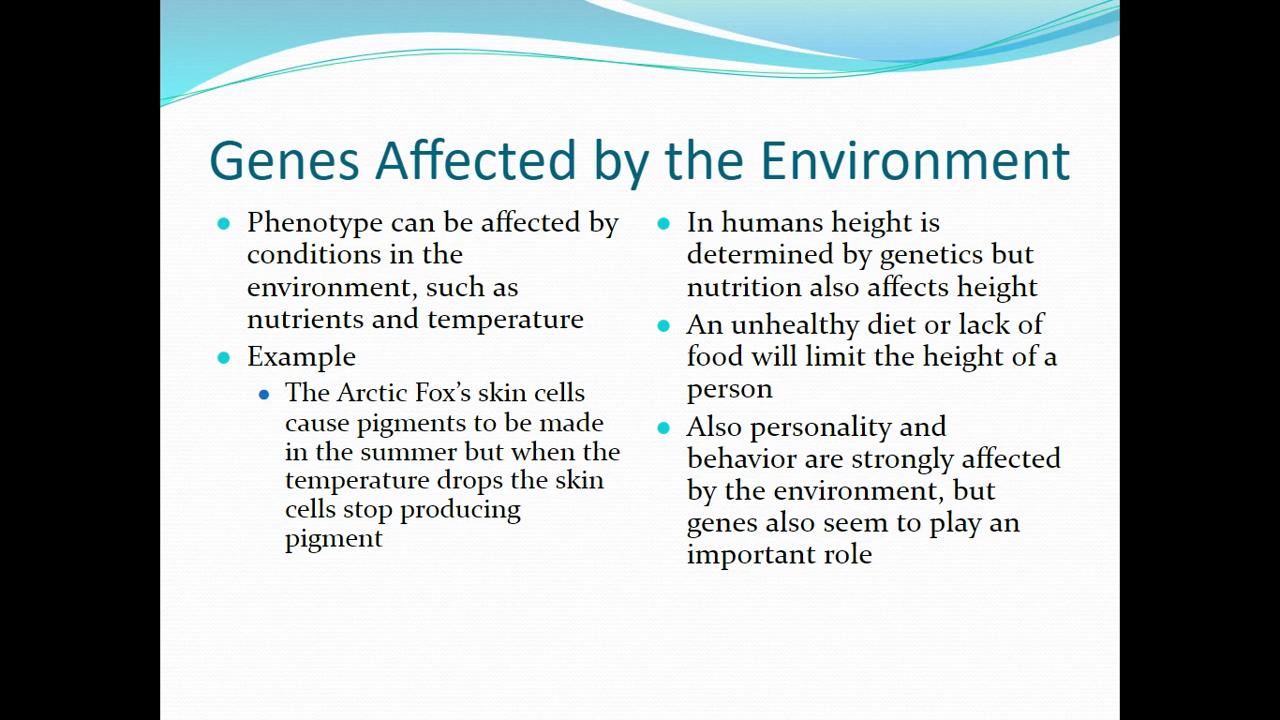 Genes Affected by the Environment
Phenotype can be affected by
conditions in the
environment, such as
nutrients and temperature
Example
The Arctic Fox’s skin cells
cause pigments to be made
in the summer but when the
temperature drops the skin
cells stop producing
pigment
In humans height is
determined by genetics but
nutrition also affects height
An unhealthy diet or lack of
food will limit the height of a
person
Also personality and
behavior are strongly affected
by the environment, but
genes also seem to play an
important role